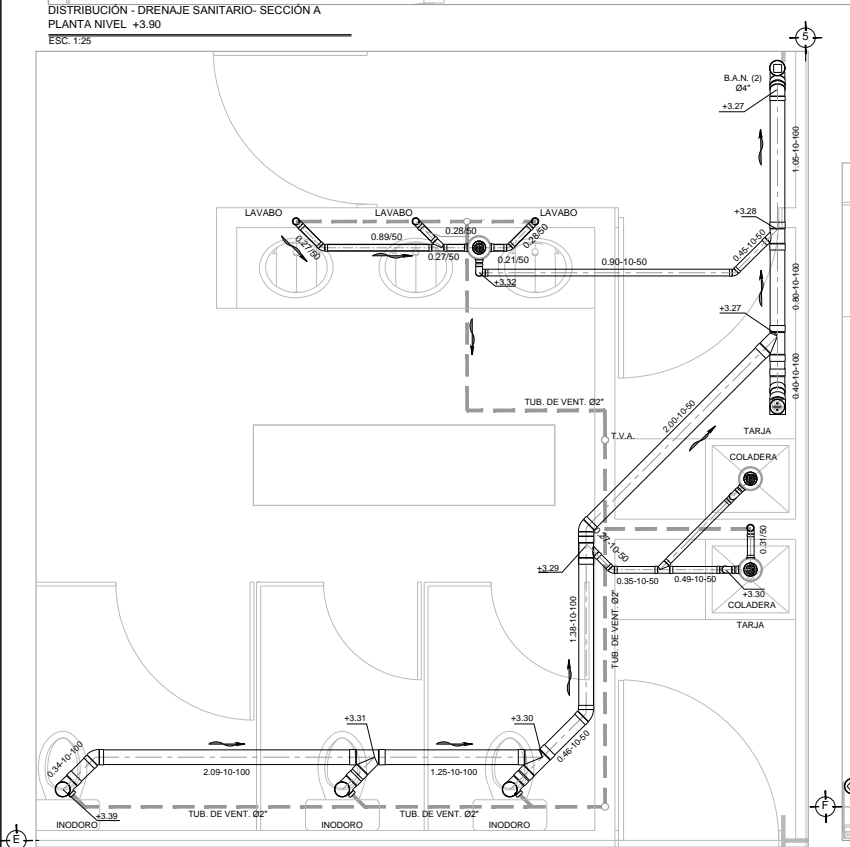 DISTRIBUCIÓN - DRENAJE SANITARIO- SECCIÓN A
PLANTA NIVEL +3.90
ESC. 1:25
5
B.A.N. (2)
Ø4"
+3.27
1.05-10-100
LAVABO
LAVABO
LAVABO
+3.28
0.27/50
0.89/50
0.28/50
0.27/50
0.21/50
0.28/50
0.90-10-50
0.45-10-50
+3.32
0.80-10-100
+3.27
0.40-10-100
TUB. DE VENT. Ø2"
2.00-10-50
T.V.A.
TARJA
COLADERA
0.27-10-50
0.31/50
+3.29
0.35-10-50
0.49-10-50
+3.30
COLADERA
TARJA
1.38-10-100
TUB. DE VENT. Ø2"
+3.31
+3.30
0.34-10-100
2.09-10-100
1.25-10-100
0.46-10-50
+3.39
TUB. DE VENT. Ø2"
TUB. DE VENT. Ø2"
INODORO
INODORO
INODORO
E
F